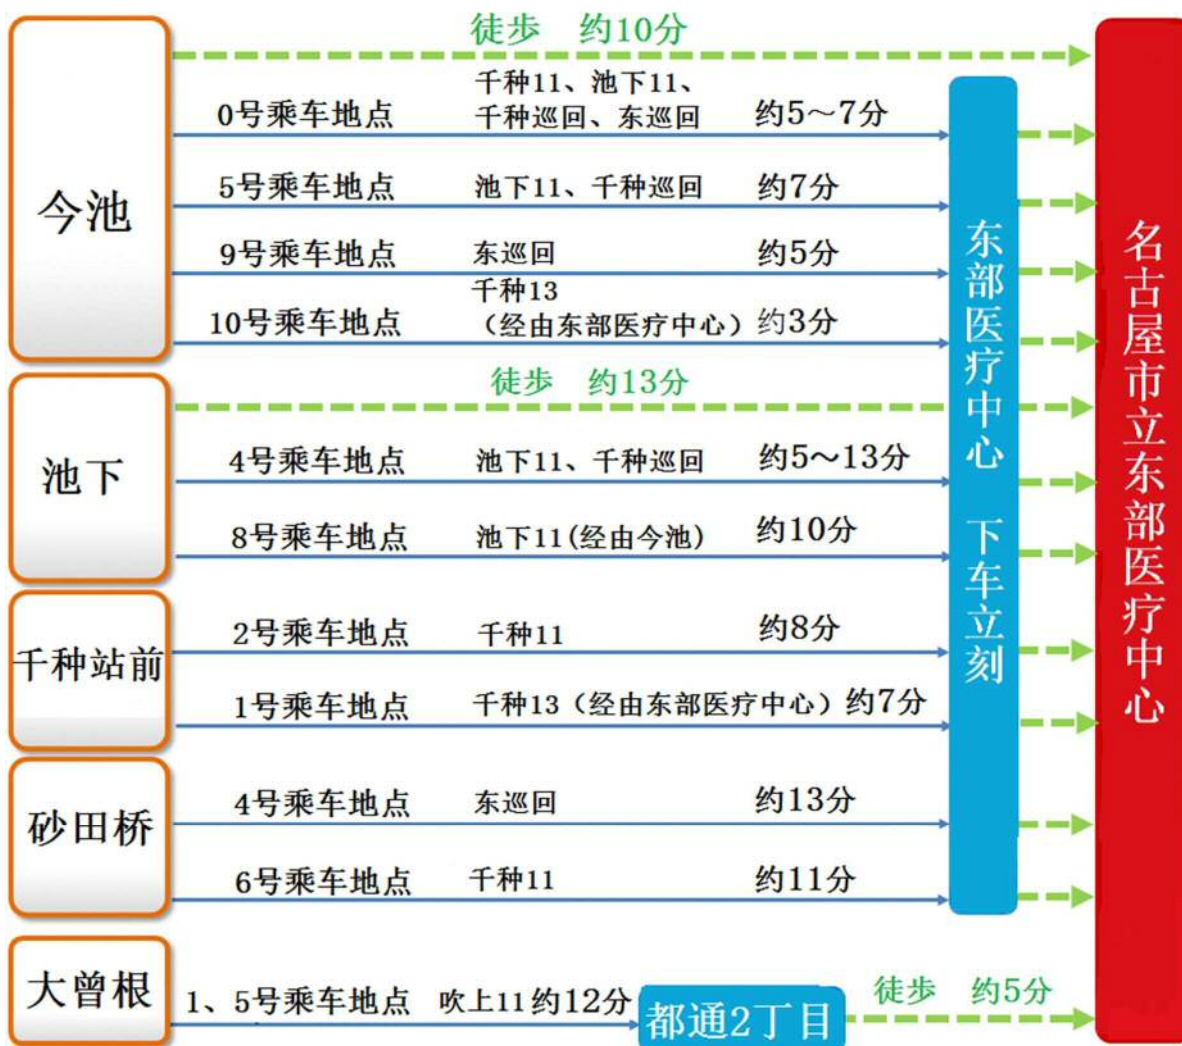 徒步 约10分
今池
0号乘车地点
千种11、池下11、
千种巡回、东巡回
约5～7分
5号乘车地点 池下11、千种巡回 约7分
9号乘车地点 东巡回 约5分
10号乘车地点
千种13
（经由东部医疗中心）约3分
徒步 约13分
池下
4号乘车地点 池下11、千种巡回 约5～13分
8号乘车地点 池下11(经由今池) 约10分
千种站前
2号乘车地点 千种11 约8分
1号乘车地点 千种13（经由东部医疗中心）约7分
砂田桥
4号乘车地点 东巡回 约13分
6号乘车地点 千种11 约11分
大曾根
1、5号乘车地点 吹上11 约12分
都通2丁目
徒步 约5分
东部医疗中心 下车立刻
名古屋市立东部医疗中心